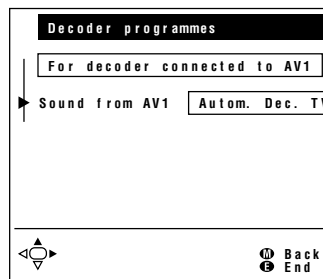 Decoder programmes
For decoder connected to AV1
Sound from AV1 Autom. Dec. TV
M Back
E End